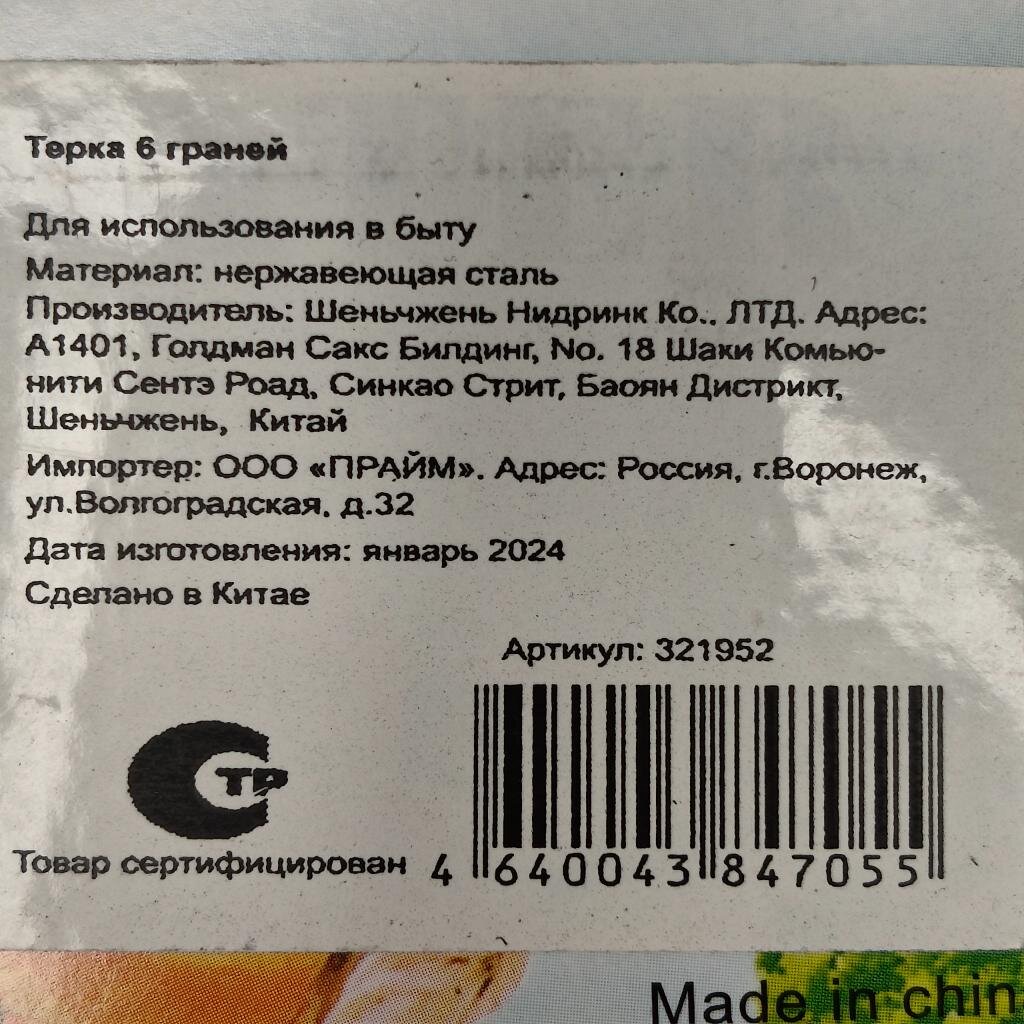 Терка 6 граней
Для использования в быту
Материал: нержавеющая сталь
Производитель: Шеньчжень Нидринк Ко., ЛТД. Адрес:
А1401, Голдман Сакс Билдинг, No. 18 Шаки Комью-
нити Сентэ Роад, Синкао Стрит, Баоян Дистрикт,
Шеньчжень, Китай
Импортер: ООО «ПРАЙМ». Адрес: Россия, г.Воронеж,
ул.Волгоградская, д.32
Дата изготовления: январь 2024
Сделано в Китае
Артикул: 321952
СТР
Товар сертифицирован
4 640043 847055
Made in chin